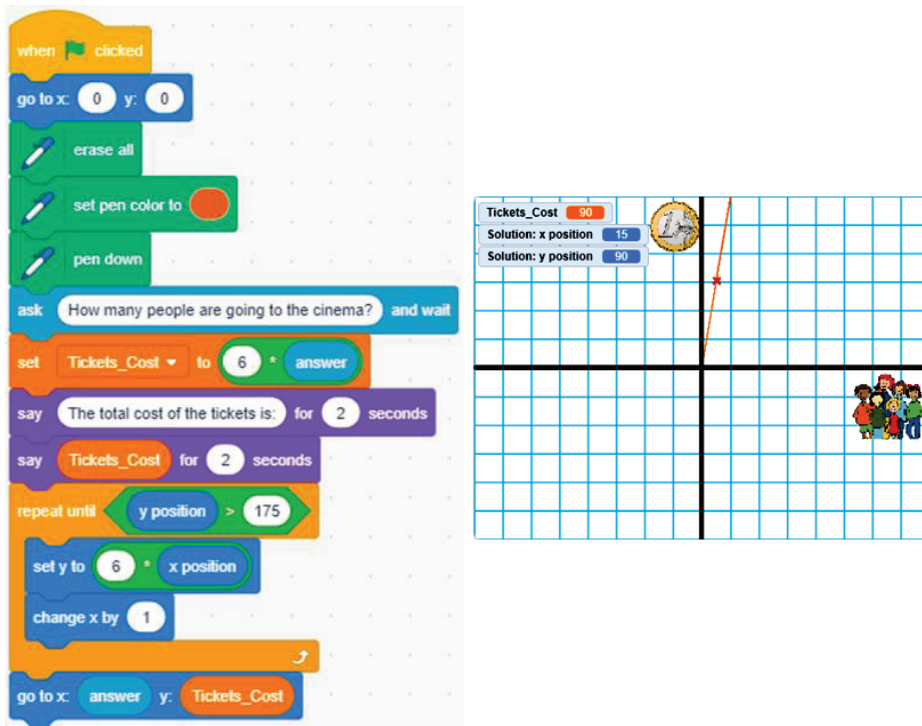 when clicked
go to x: 0 y: 0
erase all
set pen color to
pen down
ask How many people are going to the cinema? and wait
set Tickets_Cost to 6 * answer
say The total cost of the tickets is: for 2 seconds
say Tickets_Cost for 2 seconds
repeat until y position > 175
set y to 6 * x position
change x by 1
go to x: answer y: Tickets_Cost
Tickets_Cost 90
Solution: x position 15
Solution: y position 90
1